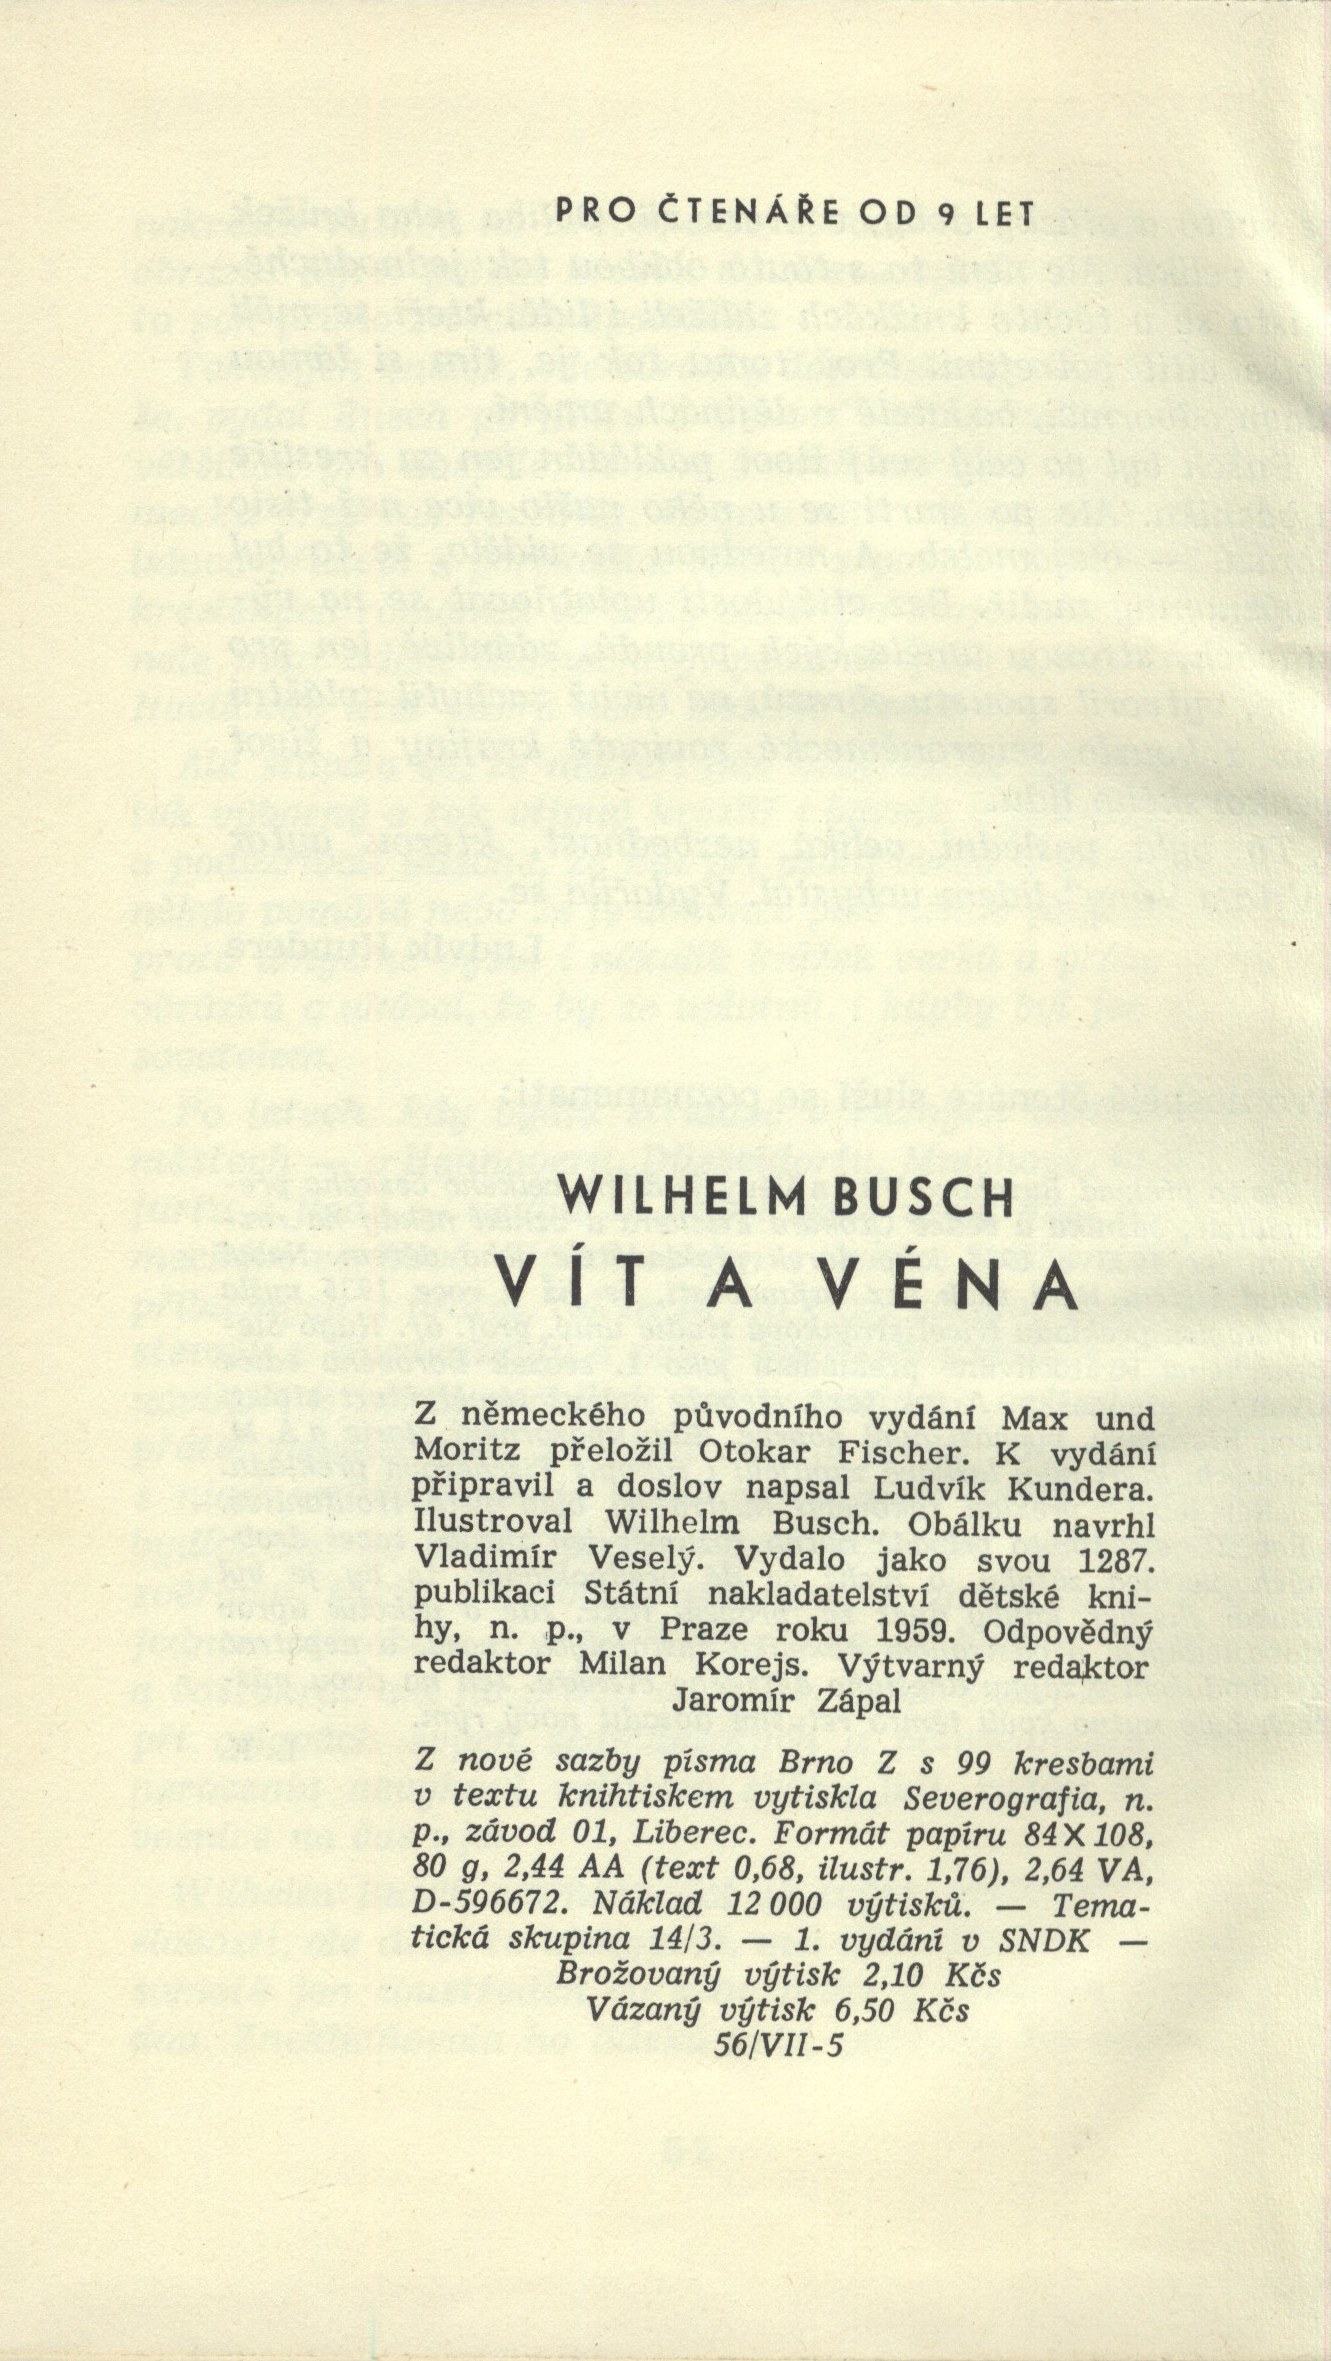 PRO ČTENÁŘE OD 9 LET
WILHELM BUSCH
VÍT A VÉNA
Z německého původního vydání Max und
Moritz přeložil Otokar Fischer. K vydání
připravil a doslov napsal Ludvík Kundera.
Ilustroval Wilhelm Busch. Obálku navrhl
Vladimír Veselý. Vydalo jako svou 1287.
publikaci Státní nakladatelství dětské kni-
hy, n. p., v Praze roku 1959. Odpovědný
redaktor Milan Korejs. Výtvarný redaktor
Jaromír Zápal
Z nové sazby písma Brno Z s 99 kresbami
v textu knihtiskem vytiskla Severografia, n.
p., závod 01, Liberec. Formát papíru 84X108,
80 g, 2,44 AA (text 0,68, ilustr. 1,76), 2,64 VA,
D-596672. Náklad 12 000 výtisků. — Tema-
tická skupina 14/3. — 1. vydání v SNDK —
Brožovaný výtisk 2,10 Kčs
Vázaný výtisk 6,50 Kčs
56/VII-5